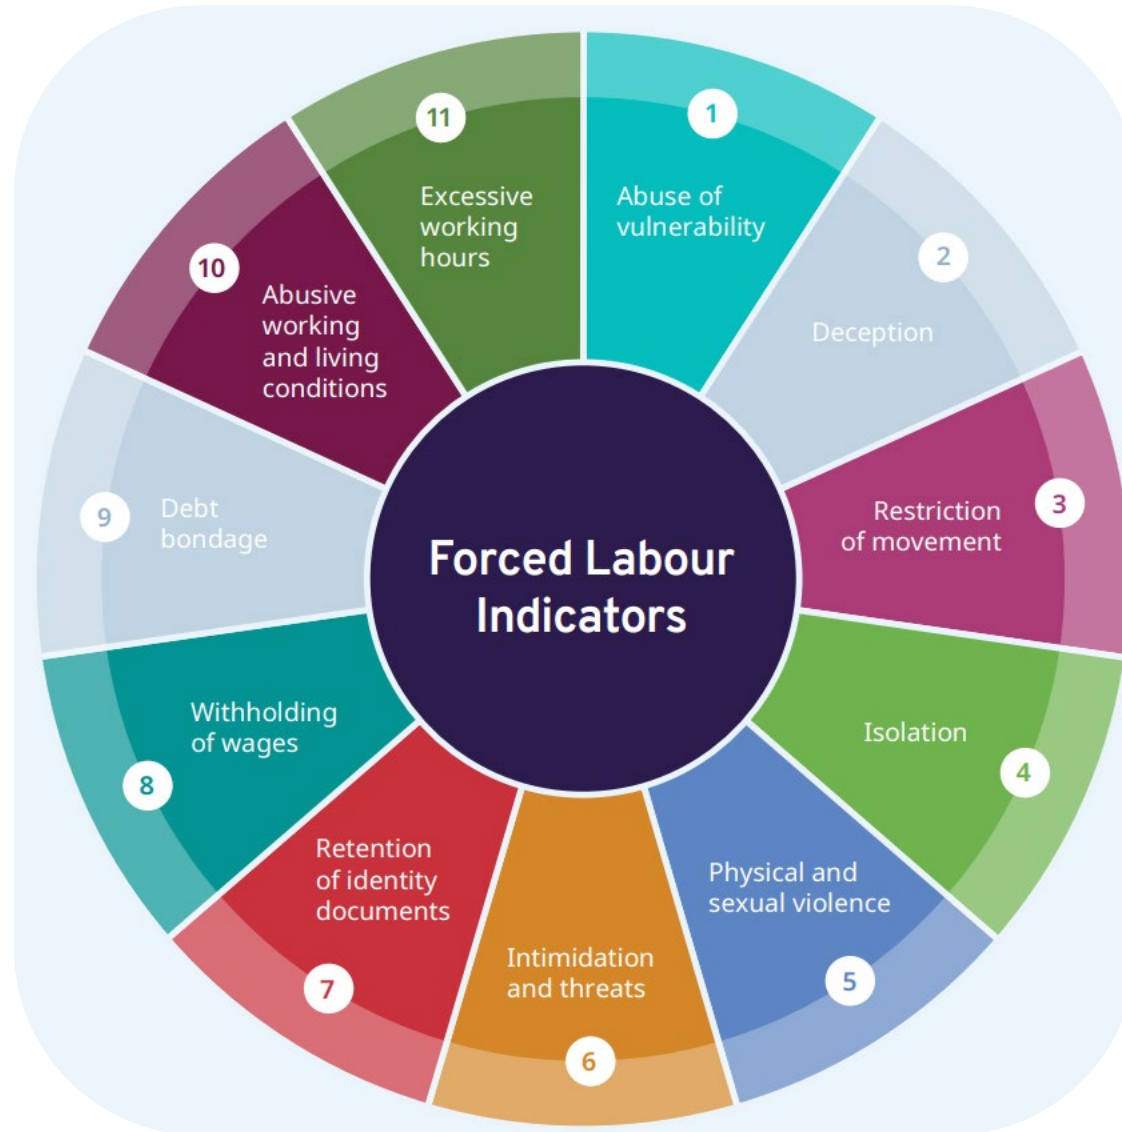 Forced Labour
Indicators
1
Abuse of
vulnerability
2
Deception
3
Restriction
of movement
4
Isolation
5
Physical and
sexual violence
6
Intimidation
and threats
7
Retention
of identity
documents
8
Withholding
of wages
9
Debt
bondage
10
Abusive
working
and living
conditions
11
Excessive
working
hours